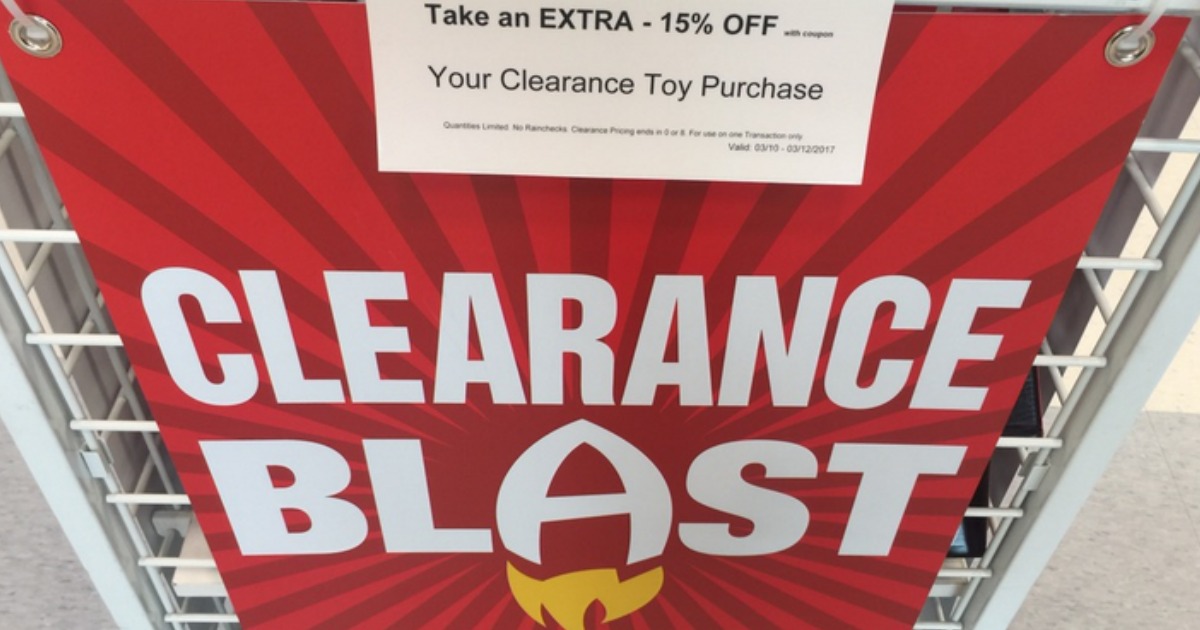 Take an EXTRA - 15% OFF with coupon
Your Clearance Toy Purchase
Quantities Limited. No Rainchecks. Clearance Pricing ends in 0 or 8. For use on one Transaction only.
Valid: 03/10 - 03/12/2017
CLEARANCE
BLAST